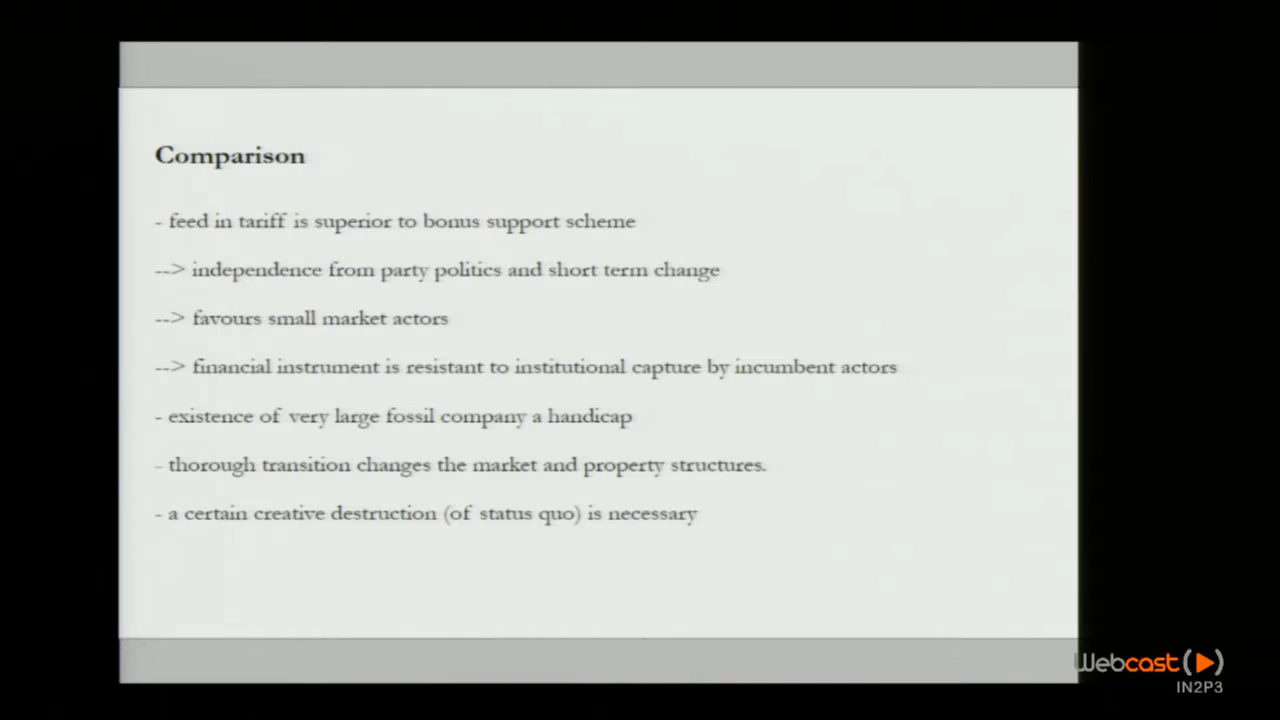 Comparison
- feed in tariff is superior to bonus support scheme
--> independence from party politics and short term change
--> favours small market actors
--> financial instrument is resistant to institutional capture by incumbent actors
- existence of very large fossil company a handicap
- thorough transition changes the market and property structures.
- a certain creative destruction (of status quo) is necessary
Webcast
IN2P3